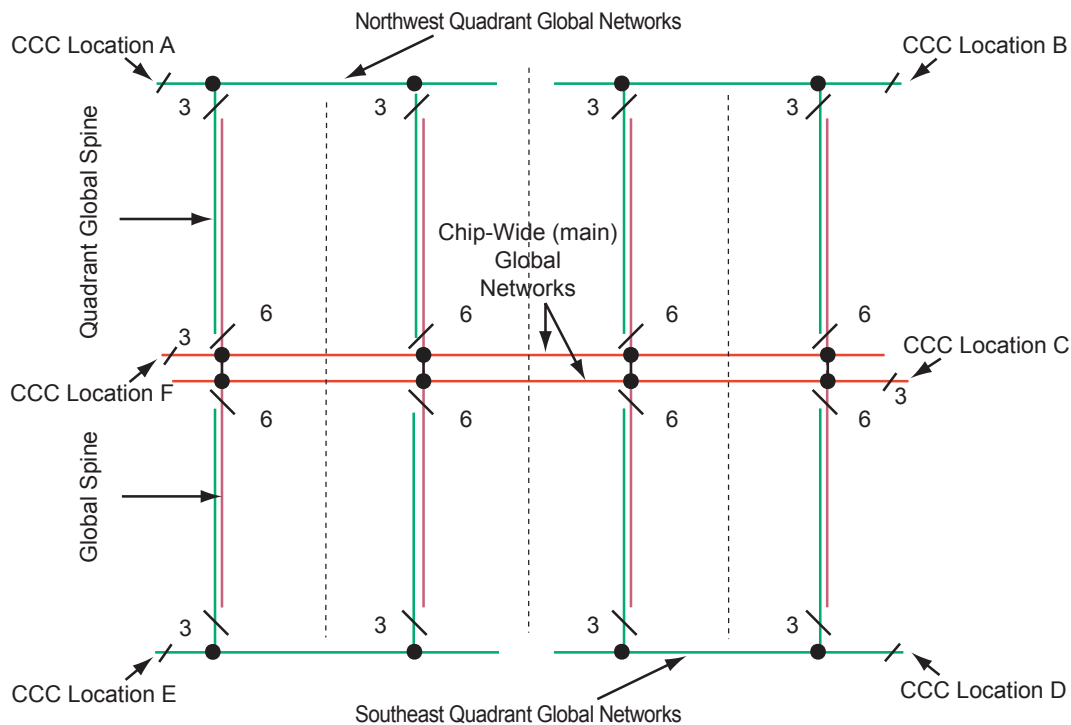 Northwest Quadrant Global Networks
CCC Location A
CCC Location B
3
3
3
3
Quadrant Global Spine
Chip-Wide (main)
Global
Networks
6
6
6
6
3
CCC Location C
CCC Location F
3
6
6
6
6
Global Spine
3
3
3
3
CCC Location E
CCC Location D
Southeast Quadrant Global Networks